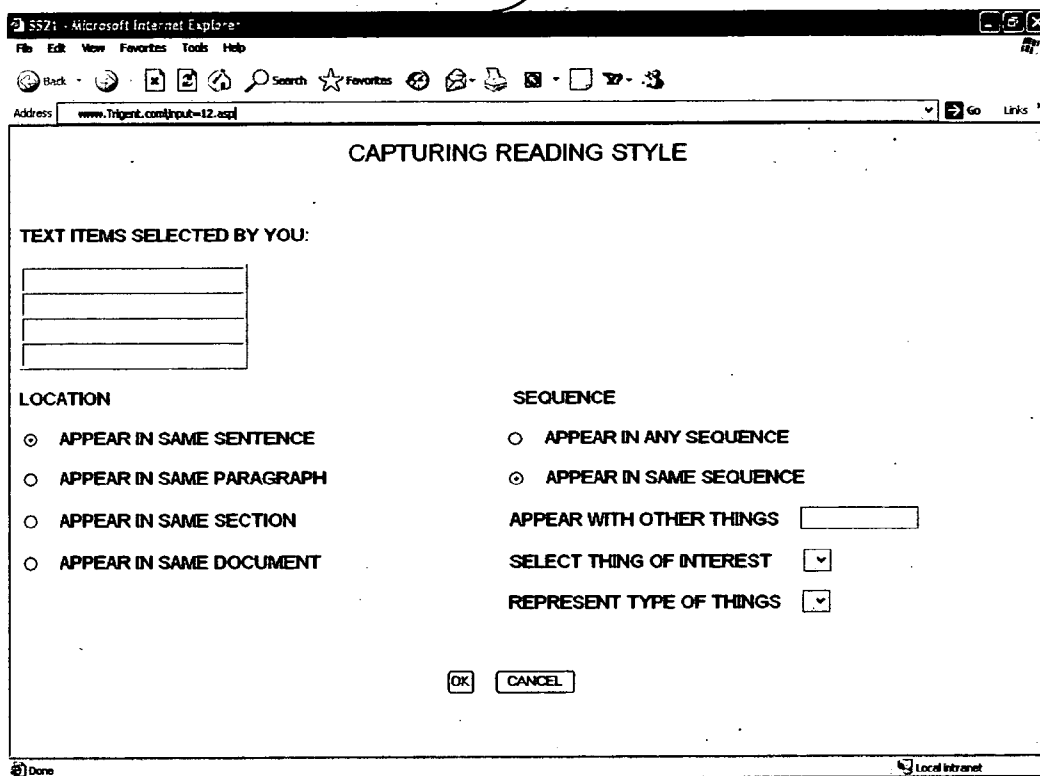 5521 - Microsoft Internet Explorer
File Edit View Favorites Tools Help
Back Search Favorites
Address www.Trigent.com\input=12.asp Go Links
CAPTURING READING STYLE
TEXT ITEMS SELECTED BY YOU:
LOCATION SEQUENCE
APPEAR IN SAME SENTENCE APPEAR IN ANY SEQUENCE
APPEAR IN SAME PARAGRAPH APPEAR IN SAME SEQUENCE
APPEAR IN SAME SECTION APPEAR WITH OTHER THINGS
APPEAR IN SAME DOCUMENT SELECT THING OF INTEREST
REPRESENT TYPE OF THINGS
OK CANCEL
Done Local intranet